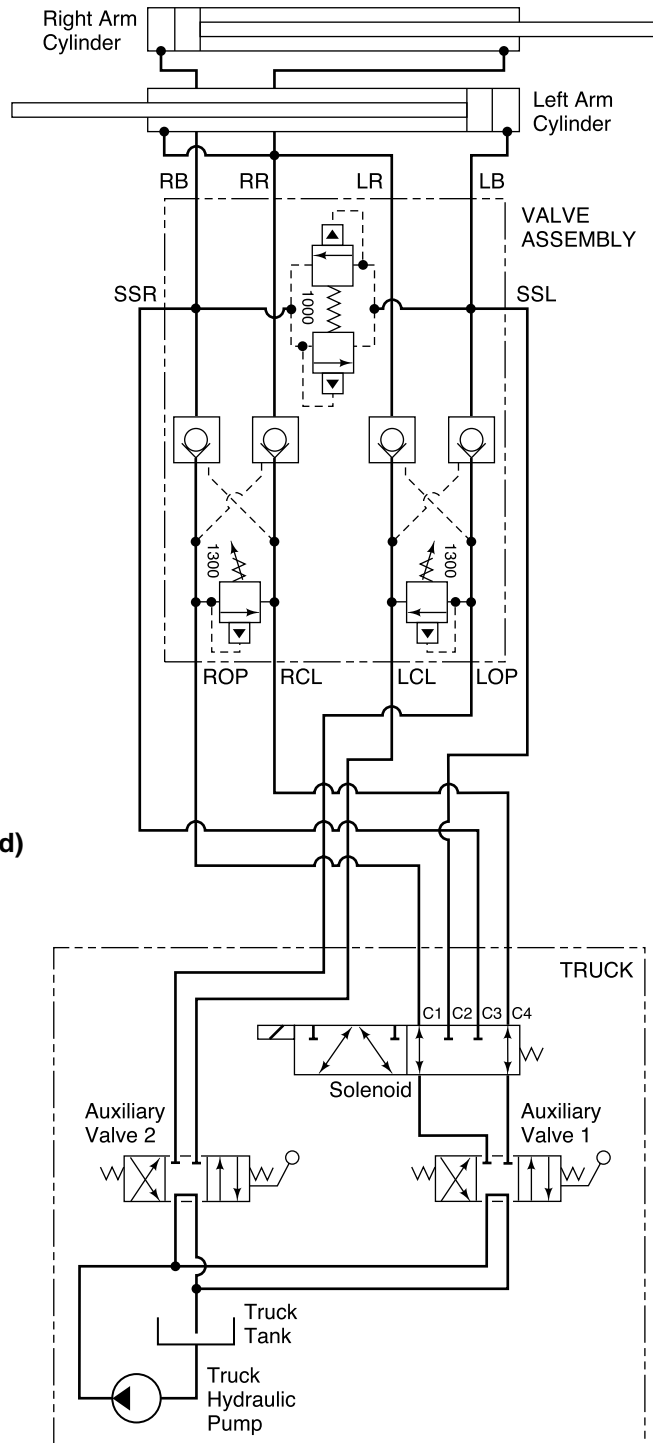 Right Arm
Cylinder
Left Arm
Cylinder
RB
RR
LR
LB
VALVE
ASSEMBLY
SSR
1000
SSL
1300
1300
ROP
RCL
LCL
LOP
d)
TRUCK
C1
C2
C3
C4
Solenoid
Auxiliary
Valve 2
Auxiliary
Valve 1
Truck
Tank
Truck
Hydraulic
Pump